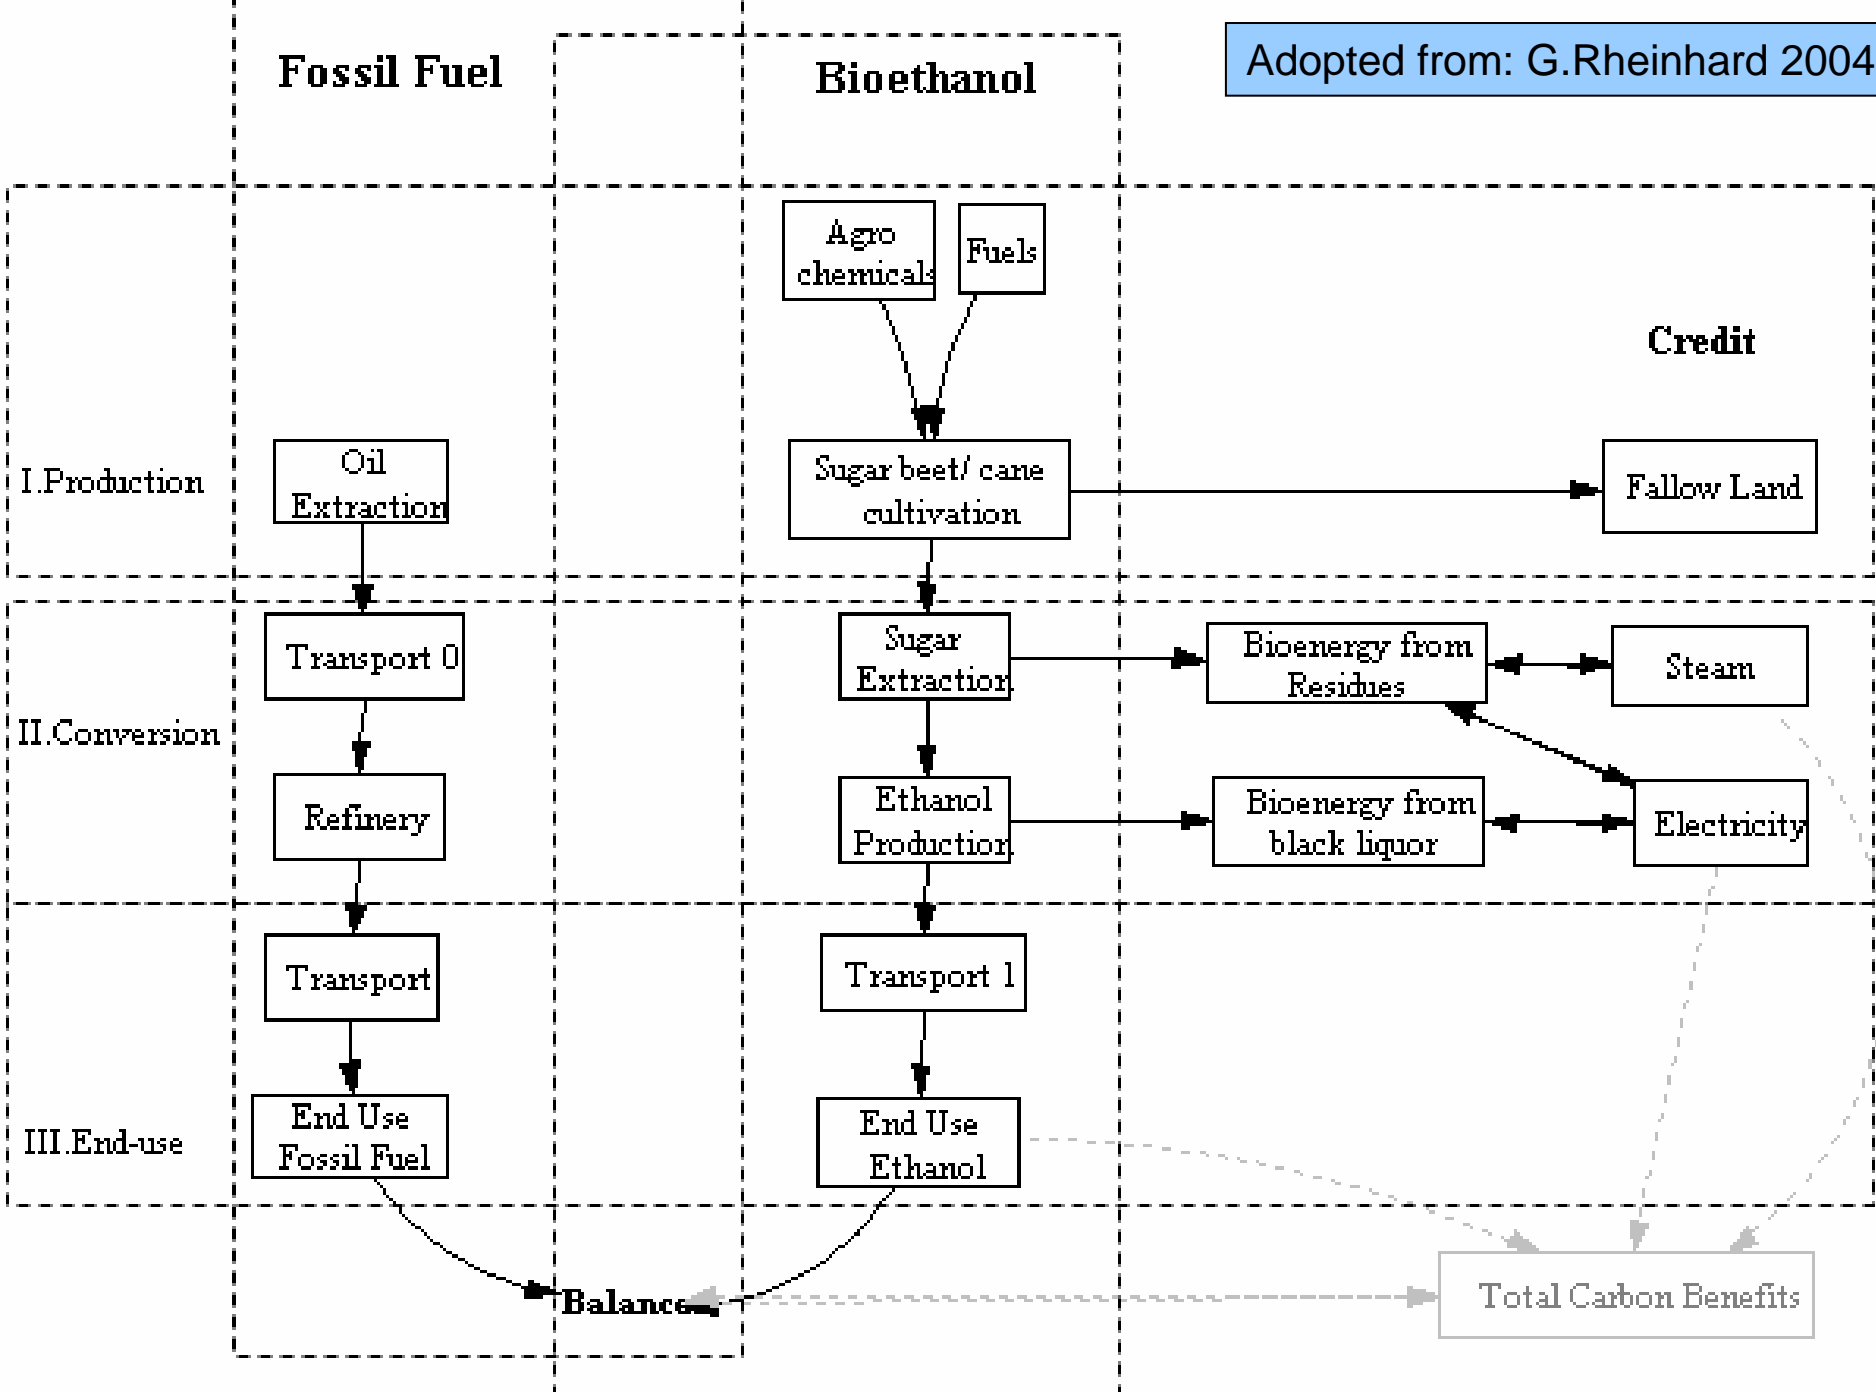 Fossil Fuel
Bioethanol
Adopted from: G.Rheinhard 2004
Agro
chemicals
Fuels
Credit
I.Production
Oil
Extraction
Sugar beet/ cane
cultivation
Fallow Land
Transport 0
Sugar
Extraction
Bioenergy from
Residues
Steam
II.Conversion
Refinery
Ethanol
Production
Bioenergy from
black liquor
Electricity
Transport
Transport 1
III.End-use
End Use
Fossil Fuel
End Use
Ethanol
Balance
Total Carbon Benefits